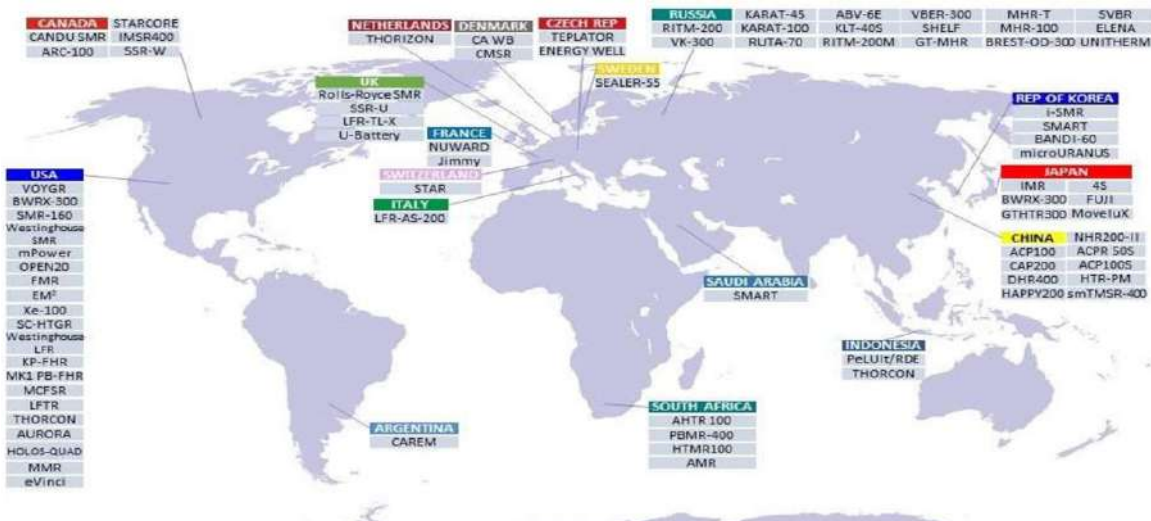 CANADA STARCORE
CANDU SMR IMSR400
ARC-100 SSR-W
NETHERLANDS
THORIZON
DENMARK
CA WB
CMSR
CZECH REP
TEPLATOR
ENERGY WELL
RUSSIA KARAT-45 ABV-6E VBER-300 MHR-T SVBR
RITM-200 KARAT-100 KLT-40S SHELF MHR-100 ELENA
VK-300 RUTA-70 RITM-200M GT-MHR BREST-OD-300 UNITHERM
SWEDEN
SEALER-55
UK
Rolls-Royce SMR
SSR-U
LFR-TL-X
U-Battery
FRANCE
NUWARD
Jimmy
SWITZERLAND
STAR
ITALY
LFR-AS-200
REP OF KOREA
i-SMR
SMART
BANDI-60
microURANUS
JAPAN
IMR 4S
BWRX-300 FUJI
GTHTR300 MoveluX
CHINA NHR200-II
ACP100 ACPR 50S
CAP200 ACP100S
DHR400 HTR-PM
HAPPY200 smTMSR-400
USA
VOYGR
BWRX-300
SMR-160
Westinghouse
SMR
mPower
OPEN20
FMR
EM²
Xe-100
SC-HTGR
Westinghouse
LFR
KP-FHR
MK1 PB-FHR
MCFSR
LFTR
THORCON
AURORA
HOLOS-QUAD
MMR
eVinci
SAUDI ARABIA
SMART
INDONESIA
PeLUIt/RDE
THORCON
ARGENTINA
CAREM
SOUTH AFRICA
AHTR 100
PBMR-400
HTMR100
AMR